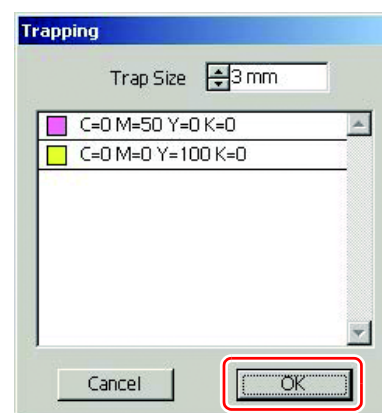 Trapping
Trap Size 3 mm
C=0 M=50 Y=0 K=0
C=0 M=0 Y=100 K=0
Cancel OK